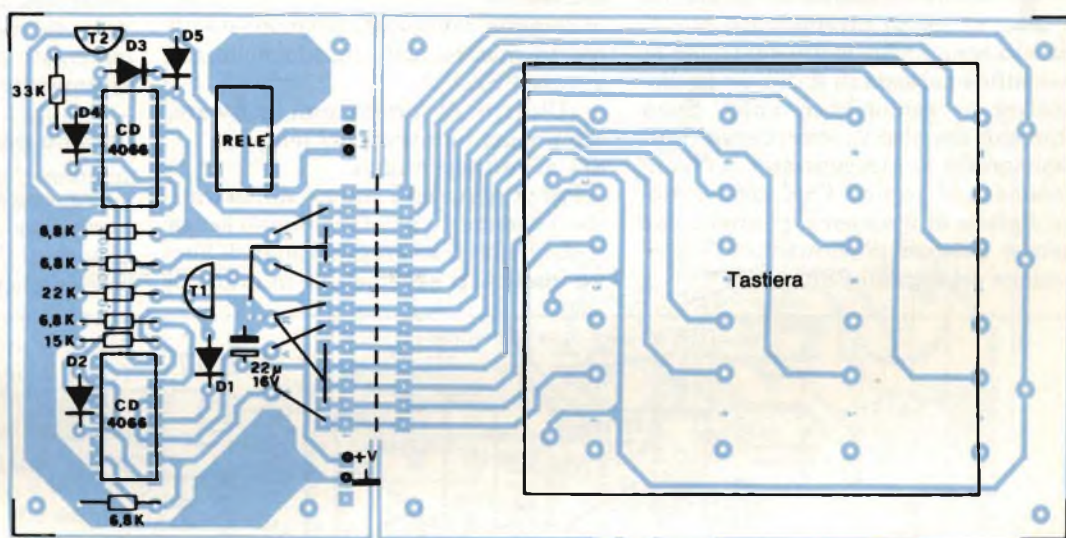 T2
D3
D5
33K
D4
CD
4066
RELE'
6,8K
6,8K
22K
T1
6,8K
15K
D2
D1
22µ
16V
CD
4066
+V
6,8K
Tastiera